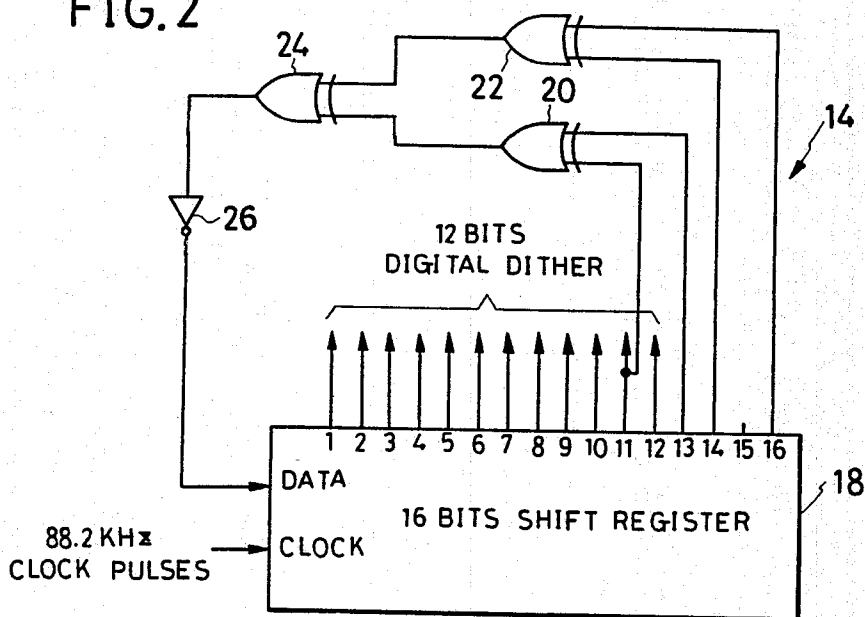 FIG. 2
24
22
20
14
26
12 BITS
DIGITAL DITHER
1 2 3 4 5 6 7 8 9 10 11 12 13 14 15 16
DATA
18
16 BITS SHIFT REGISTER
88.2 KHz
CLOCK PULSES
CLOCK